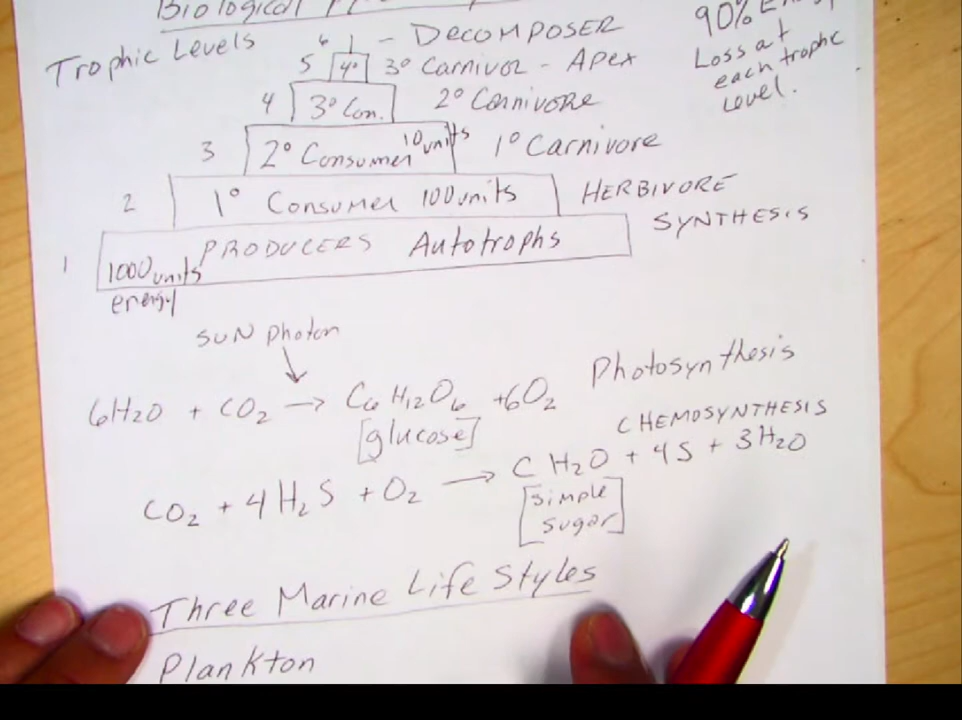 Biological
Trophic Levels
90%
Loss at
each trophic
Level.
6 1 - DECOMPOSER
5 4° 3° Carnivor - Apex
4 3° Con. 2° Carnivore
3 2° Consumer 10 units 1° Carnivore
2 1° Consumer 100 units HERBIVORE
1 PRODUCERS Autotrophs SYNTHESIS
1000 units
energy
SUN photon
6H2O + CO2 → C6H12O6 + 6O2 Photosynthesis
[glucose]
CHEMOSYNTHESIS
CO2 + 4H2S + O2 → CH2O + 4S + 3H2O
[simple
sugar]
Three Marine Life Styles
Plankton